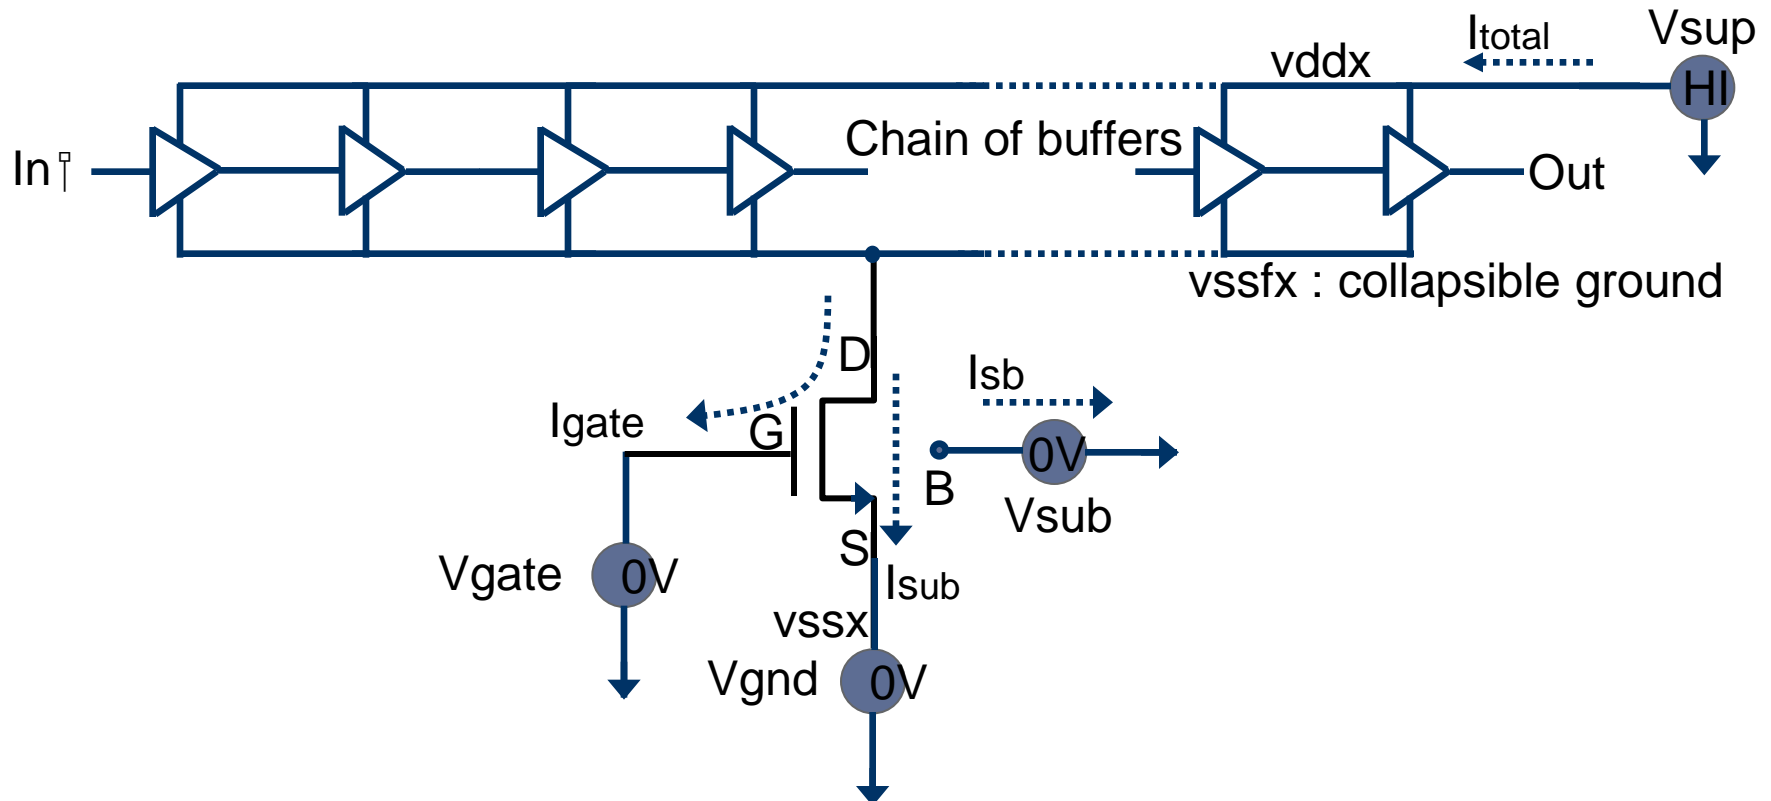 Vsup
Itotal
vddx
HI
Chain of buffers
In
Out
vssfx : collapsible ground
D
Isb
Igate
G
0V
B
Vsub
S
Vgate
0V
Isub
vssx
Vgnd
0V